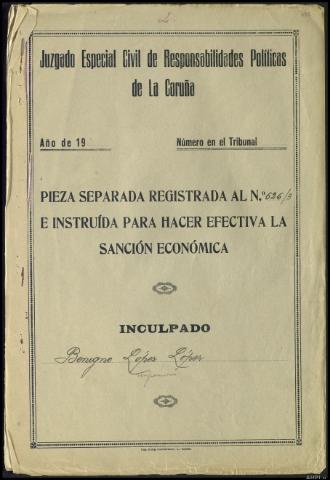 Juzgado Especial Civil de Responsabilidades Políticas
de La Coruña
Año de 19 Número en el Tribunal
PIEZA SEPARADA REGISTRADA AL N.º 626/3
E INSTRUÍDA PARA HACER EFECTIVA LA
SANCIÓN ECONÓMICA
INCULPADO
Benigno López López